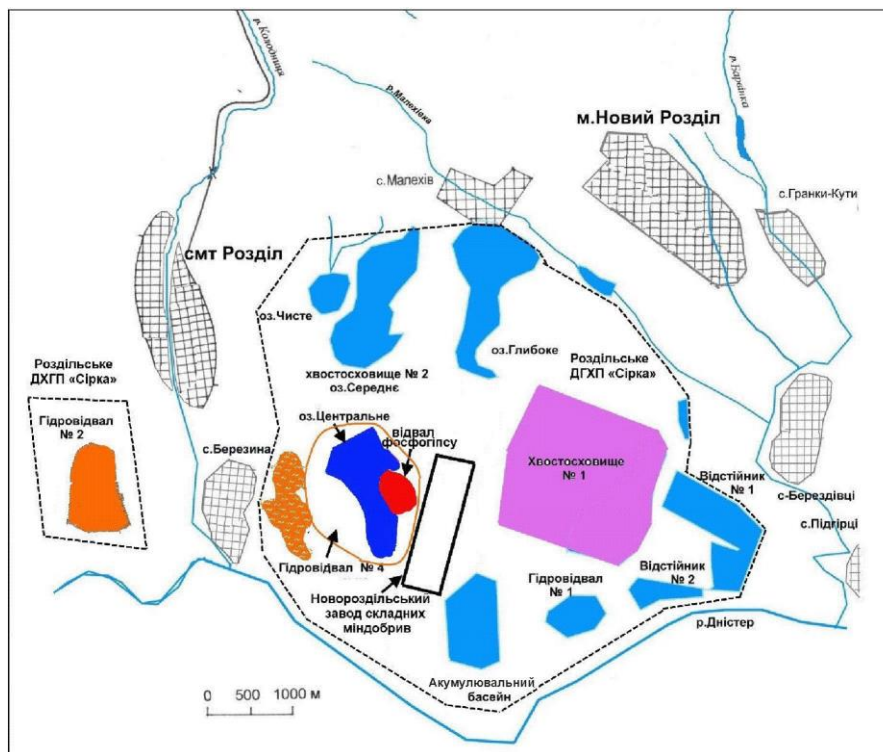 р.Колодниця
р.Малехівка
р.Барвінка
м.Новий Розділ
с.Малехів
с.Гранки-Кути
смт Розділ
оз.Чисте
оз.Глибоке
хвостосховище № 2
оз.Середнє
Роздільське
ДГХП «Сірка»
Роздільське
ДХГП «Сірка»
Гідровідвал
№ 2
оз.Центральне
відвал
фосфогіпсу
с.Березина
Хвостосховище
№ 1
Відстійник
№ 1
с-Берездівці
с.Підгірці
Гідровідвал № 4
Гідровідвал
№ 1
Відстійник
№ 2
Новороздільський
завод складних
міндобрив
р.Дністер
Акумулювальний
басейн
0 500 1000 м